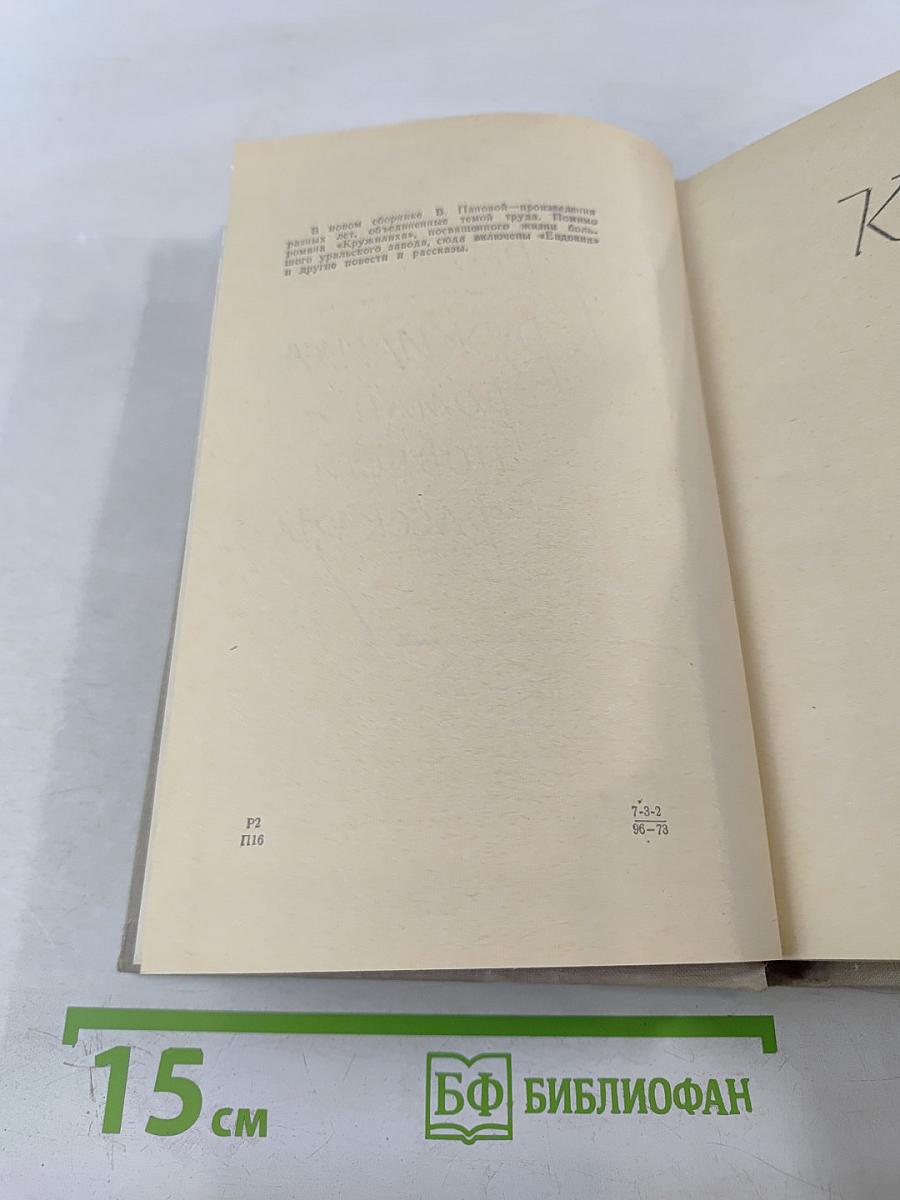 В новом сборнике В. Пановой—произведения
разных лет, объединенные темой труда. Помимо
романа «Кружилиха», посвященного жизни боль-
шого уральского завода, сюда включены «Евдокия»
и другие повести и рассказы.
К
Р2
П16
7-3-2
96—73
15 см
БФ БИБЛИОФАН